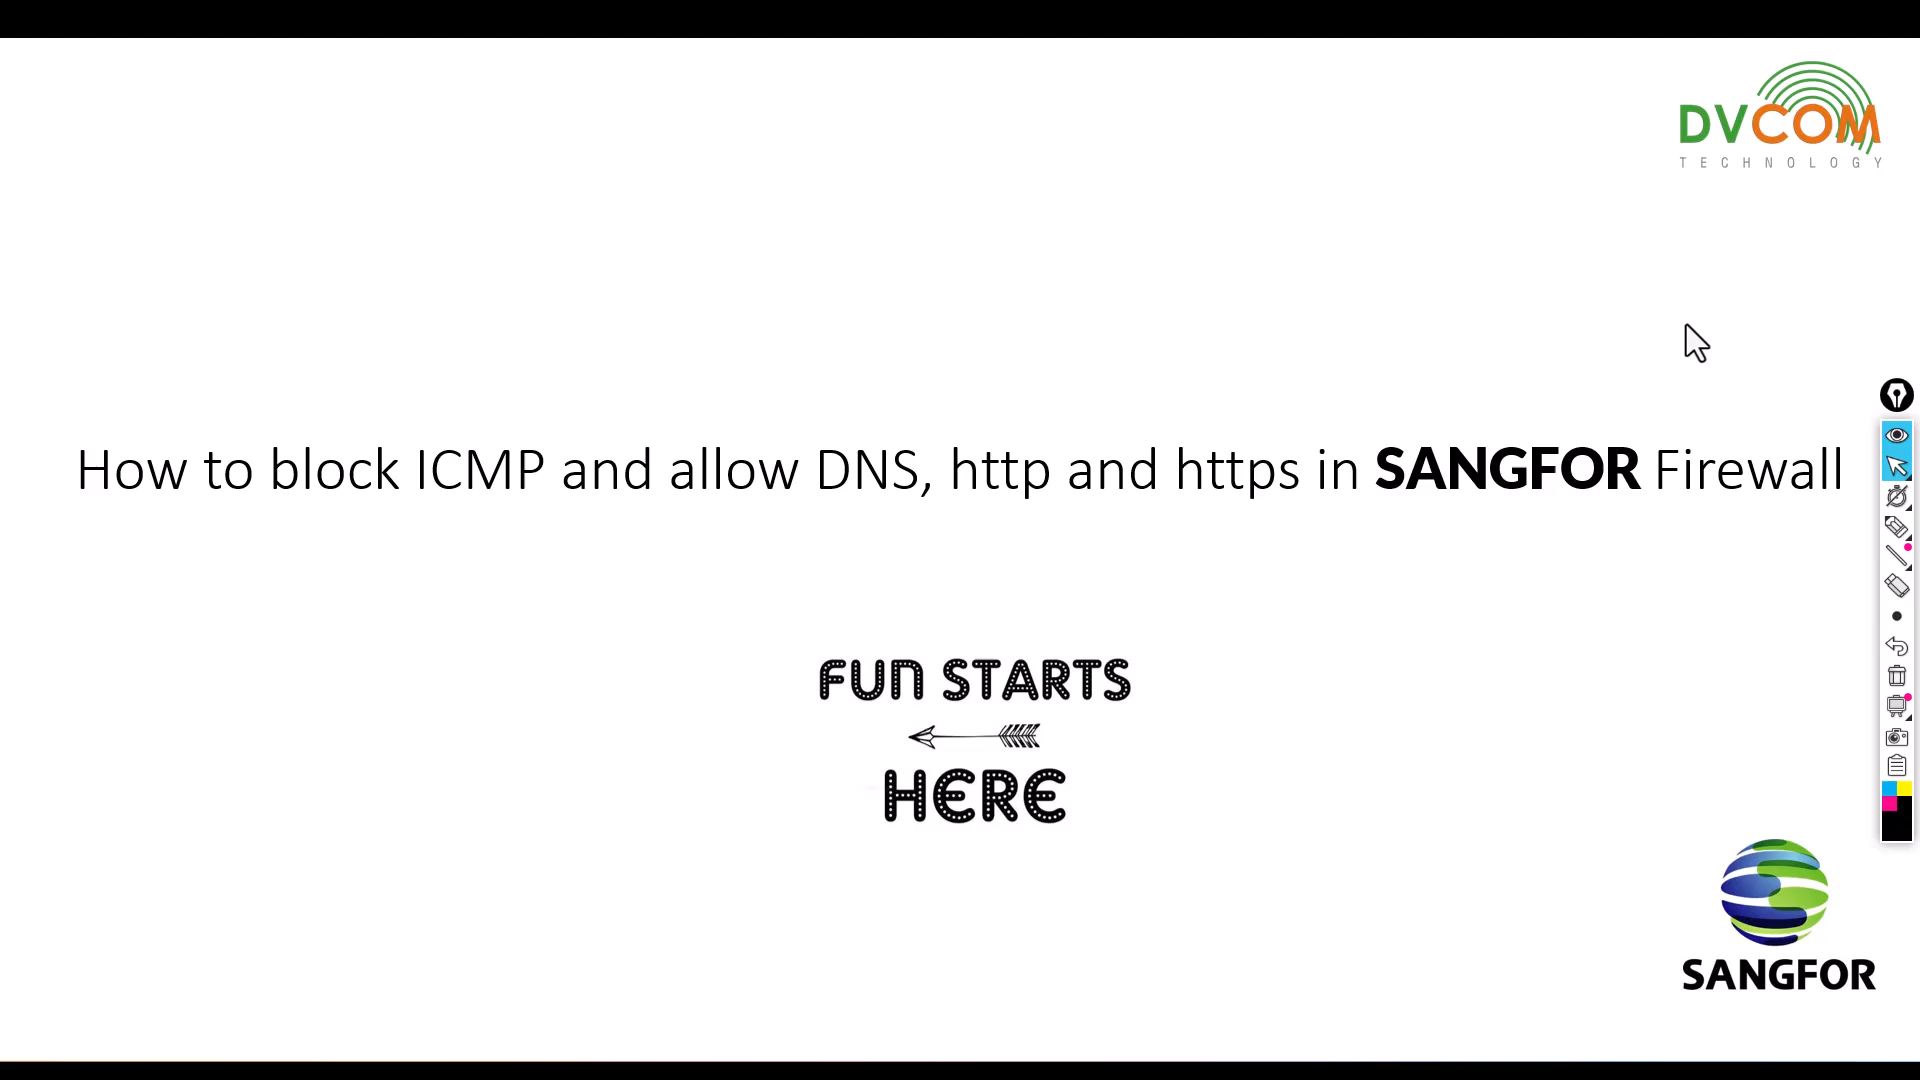 DVCOM
TECHNOLOGY
How to block ICMP and allow DNS, http and https in SANGFOR Firewall
FUN STARTS
HERE
SANGFOR